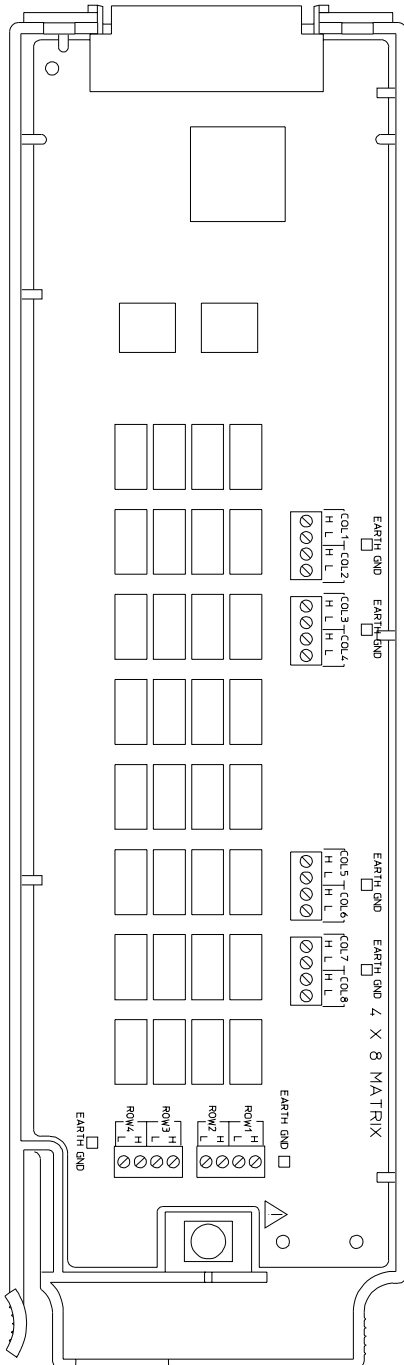 EARTH GND
COL1 COL2
H L H L
EARTH GND
COL3 COL4
H L H L
EARTH GND
COL5 COL6
H L H L
EARTH GND
COL7 COL8
H L H L
4 X 8 MATRIX
EARTH GND
ROW4 ROW3
L H L H
ROW2 ROW1
L H L H
EARTH GND
!